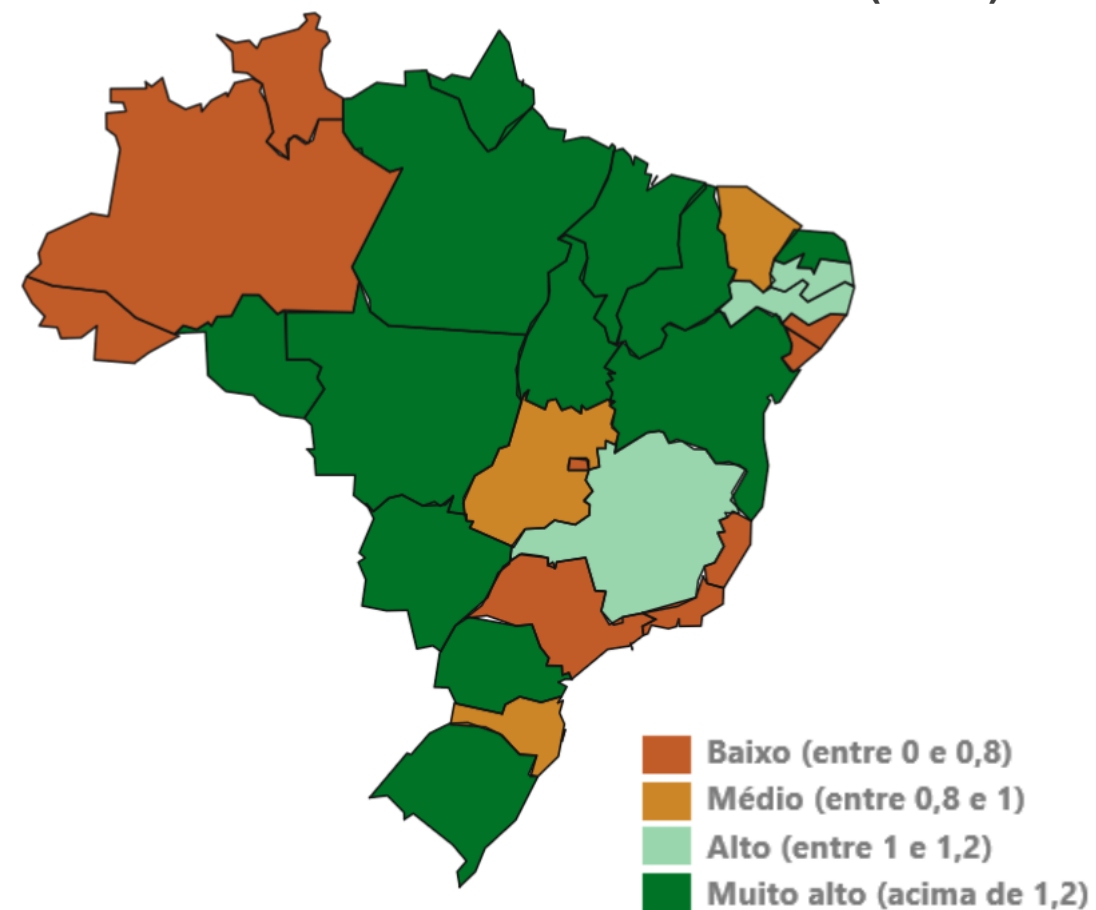 Baixo (entre 0 e 0,8)
Médio (entre 0,8 e 1)
Alto (entre 1 e 1,2)
Muito alto (acima de 1,2)